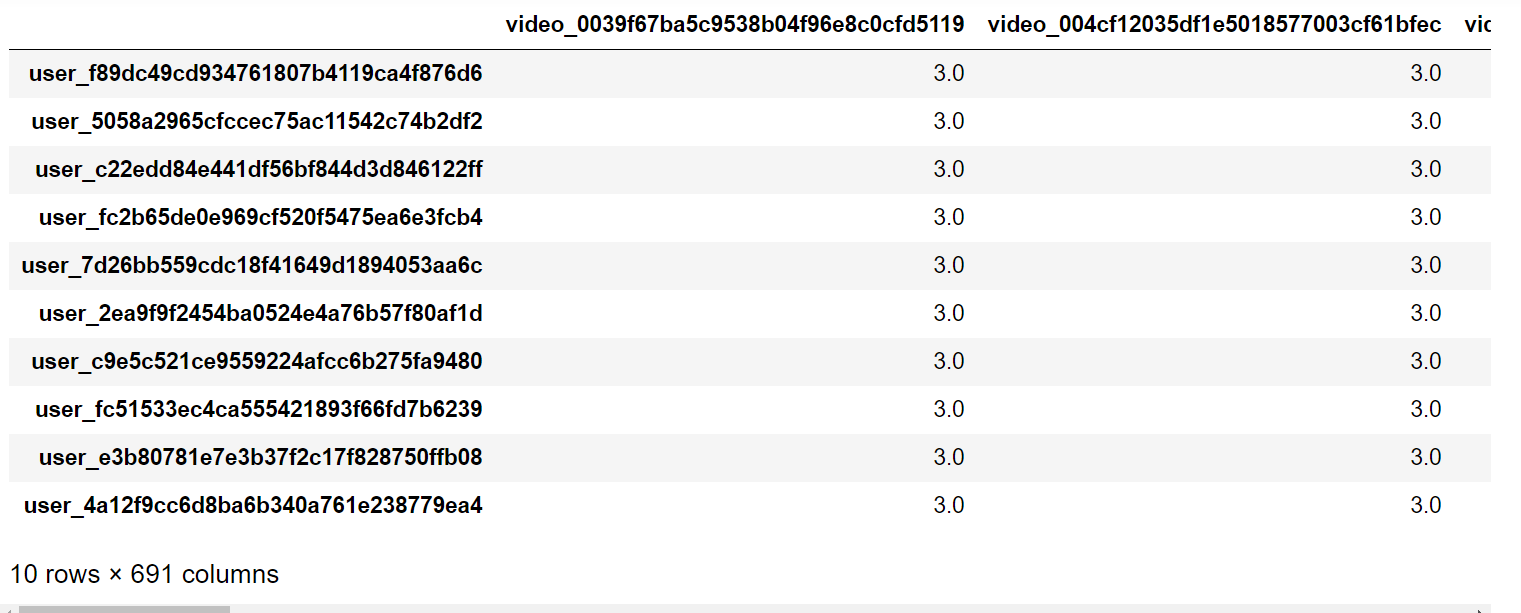 video_0039f67ba5c9538b04f96e8c0cfd5119 video_004cf12035df1e5018577003cf61bfec vid
user_f89dc49cd934761807b4119ca4f876d6 3.0 3.0
user_5058a2965cfccec75ac11542c74b2df2 3.0 3.0
user_c22edd84e441df56bf844d3d846122ff 3.0 3.0
user_fc2b65de0e969cf520f5475ea6e3fcb4 3.0 3.0
user_7d26bb559cdc18f41649d1894053aa6c 3.0 3.0
user_2ea9f9f2454ba0524e4a76b57f80af1d 3.0 3.0
user_c9e5c521ce9559224afcc6b275fa9480 3.0 3.0
user_fc51533ec4ca555421893f66fd7b6239 3.0 3.0
user_e3b80781e7e3b37f2c17f828750ffb08 3.0 3.0
user_4a12f9cc6d8ba6b340a761e238779ea4 3.0 3.0
10 rows × 691 columns